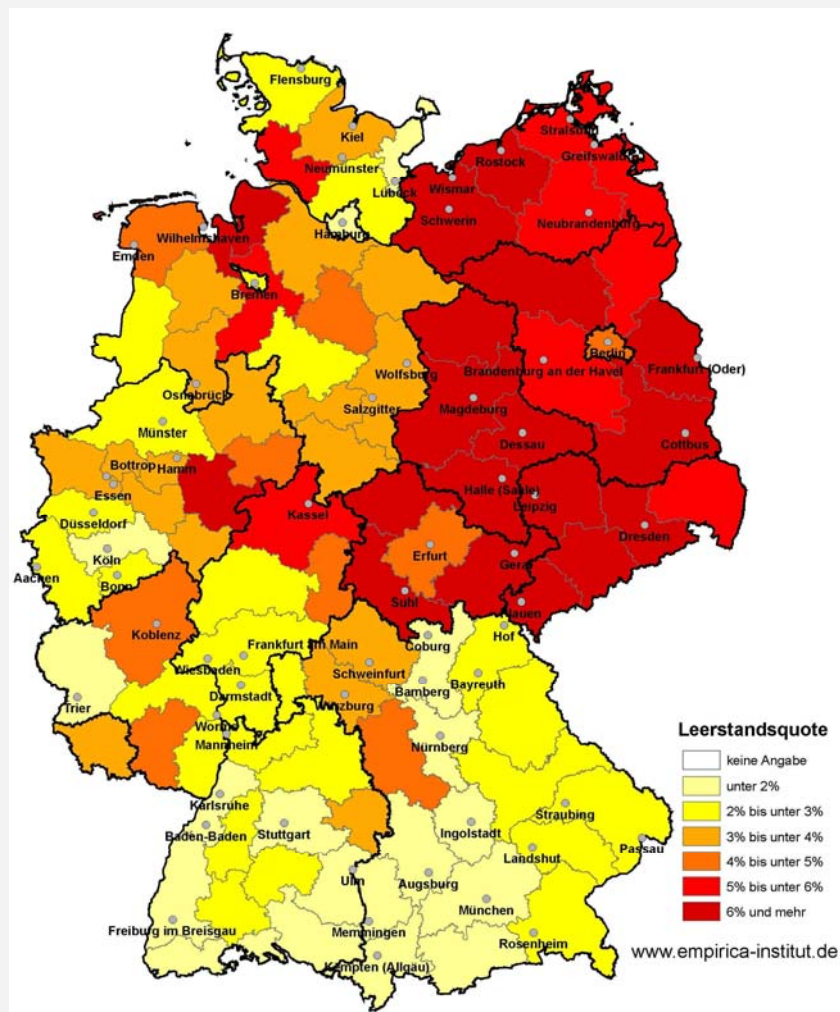 Flensburg
Kiel
Stralsund
Greifswald
Rostock
Neumünster
Wismar
Lübeck
Schwerin
Neubrandenburg
Hamburg
Wilhelmshaven
Emden
Bremen
Berlin
Wolfsburg
Brandenburg an der Havel
Frankfurt (Oder)
Osnabrück
Salzgitter
Magdeburg
Münster
Dessau
Cottbus
Bottrop
Hamm
Essen
Halle (Saale)
Leipzig
Kassel
Düsseldorf
Dresden
Köln
Erfurt
Gera
Aachen
Bonn
Suhl
Plauen
Koblenz
Hof
Coburg
Frankfurt am Main
Schweinfurt
Wiesbaden
Bayreuth
Bamberg
Trier
Darmstadt
Würzburg
Worms
Mannheim
Nürnberg
Karlsruhe
Baden-Baden
Stuttgart
Ingolstadt
Straubing
Passau
Landshut
Ulm
Augsburg
München
Freiburg im Breisgau
Memmingen
Rosenheim
Kempten (Allgäu)
Leerstandsquote
keine Angabe
unter 2%
2% bis unter 3%
3% bis unter 4%
4% bis unter 5%
5% bis unter 6%
6% und mehr
www.empirica-institut.de